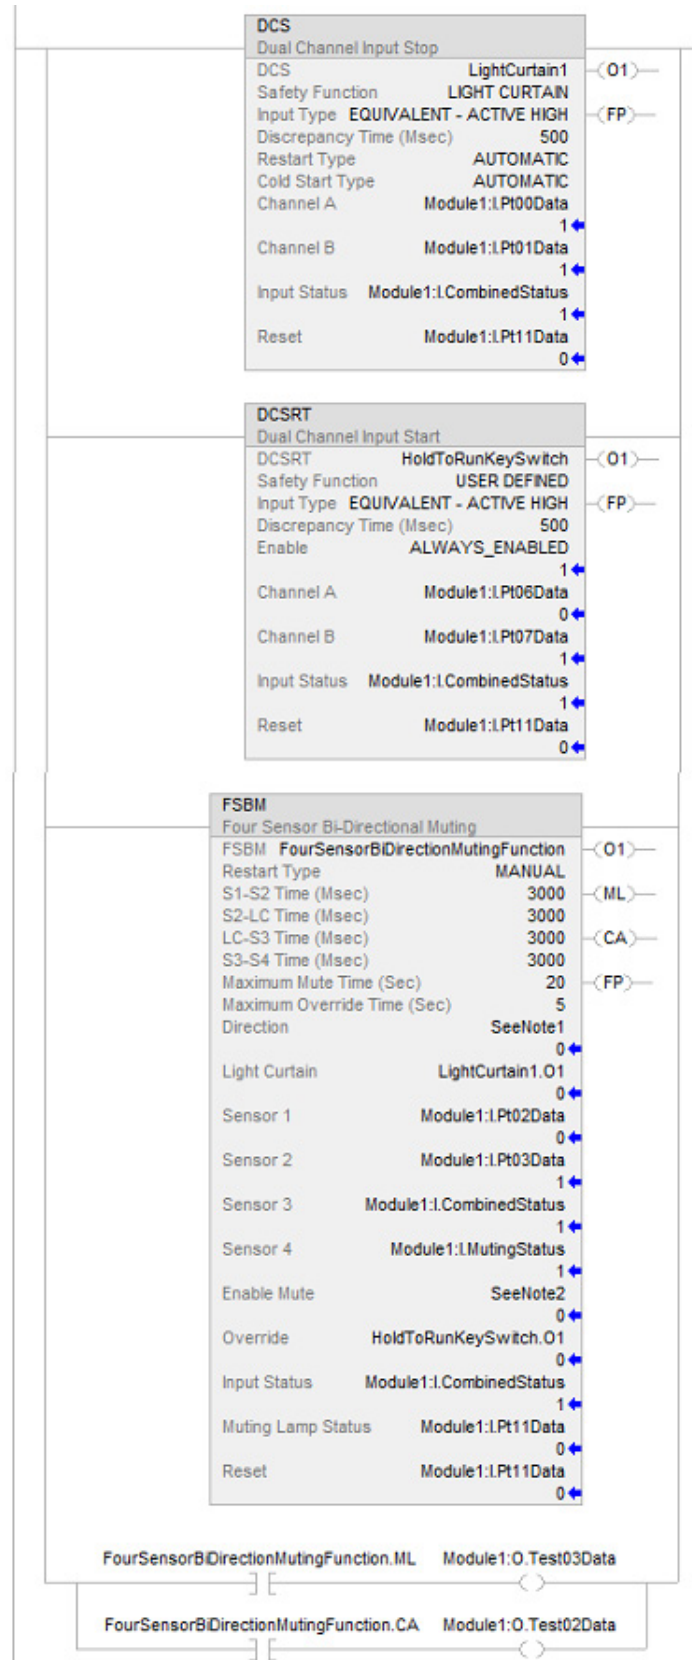 DCS
Dual Channel Input Stop
DCS LightCurtain1 (O1)
Safety Function LIGHT CURTAIN
Input Type EQUIVALENT - ACTIVE HIGH (FP)
Discrepancy Time (Msec) 500
Restart Type AUTOMATIC
Cold Start Type AUTOMATIC
Channel A Module1:I.Pt00Data
1
Channel B Module1:I.Pt01Data
1
Input Status Module1:I.CombinedStatus
1
Reset Module1:I.Pt11Data
0
DCSRT
Dual Channel Input Start
DCSRT HoldToRunKeySwitch (O1)
Safety Function USER DEFINED
Input Type EQUIVALENT - ACTIVE HIGH (FP)
Discrepancy Time (Msec) 500
Enable ALWAYS_ENABLED
1
Channel A Module1:I.Pt06Data
0
Channel B Module1:I.Pt07Data
1
Input Status Module1:I.CombinedStatus
1
Reset Module1:I.Pt11Data
0
FSBM
Four Sensor Bi-Directional Muting
FSBM FourSensorBiDirectionMutingFunction (O1)
Restart Type MANUAL
S1-S2 Time (Msec) 3000 (ML)
S2-LC Time (Msec) 3000
LC-S3 Time (Msec) 3000 (CA)
S3-S4 Time (Msec) 3000
Maximum Mute Time (Sec) 20 (FP)
Maximum Override Time (Sec) 5
Direction SeeNote1
0
Light Curtain LightCurtain1.O1
0
Sensor 1 Module1:I.Pt02Data
0
Sensor 2 Module1:I.Pt03Data
1
Sensor 3 Module1:I.CombinedStatus
1
Sensor 4 Module1:I.MutingStatus
1
Enable Mute SeeNote2
0
Override HoldToRunKeySwitch.O1
0
Input Status Module1:I.CombinedStatus
1
Muting Lamp Status Module1:I.Pt11Data
0
Reset Module1:I.Pt11Data
0
FourSensorBiDirectionMutingFunction.ML Module1:O.Test03Data
FourSensorBiDirectionMutingFunction.CA Module1:O.Test02Data